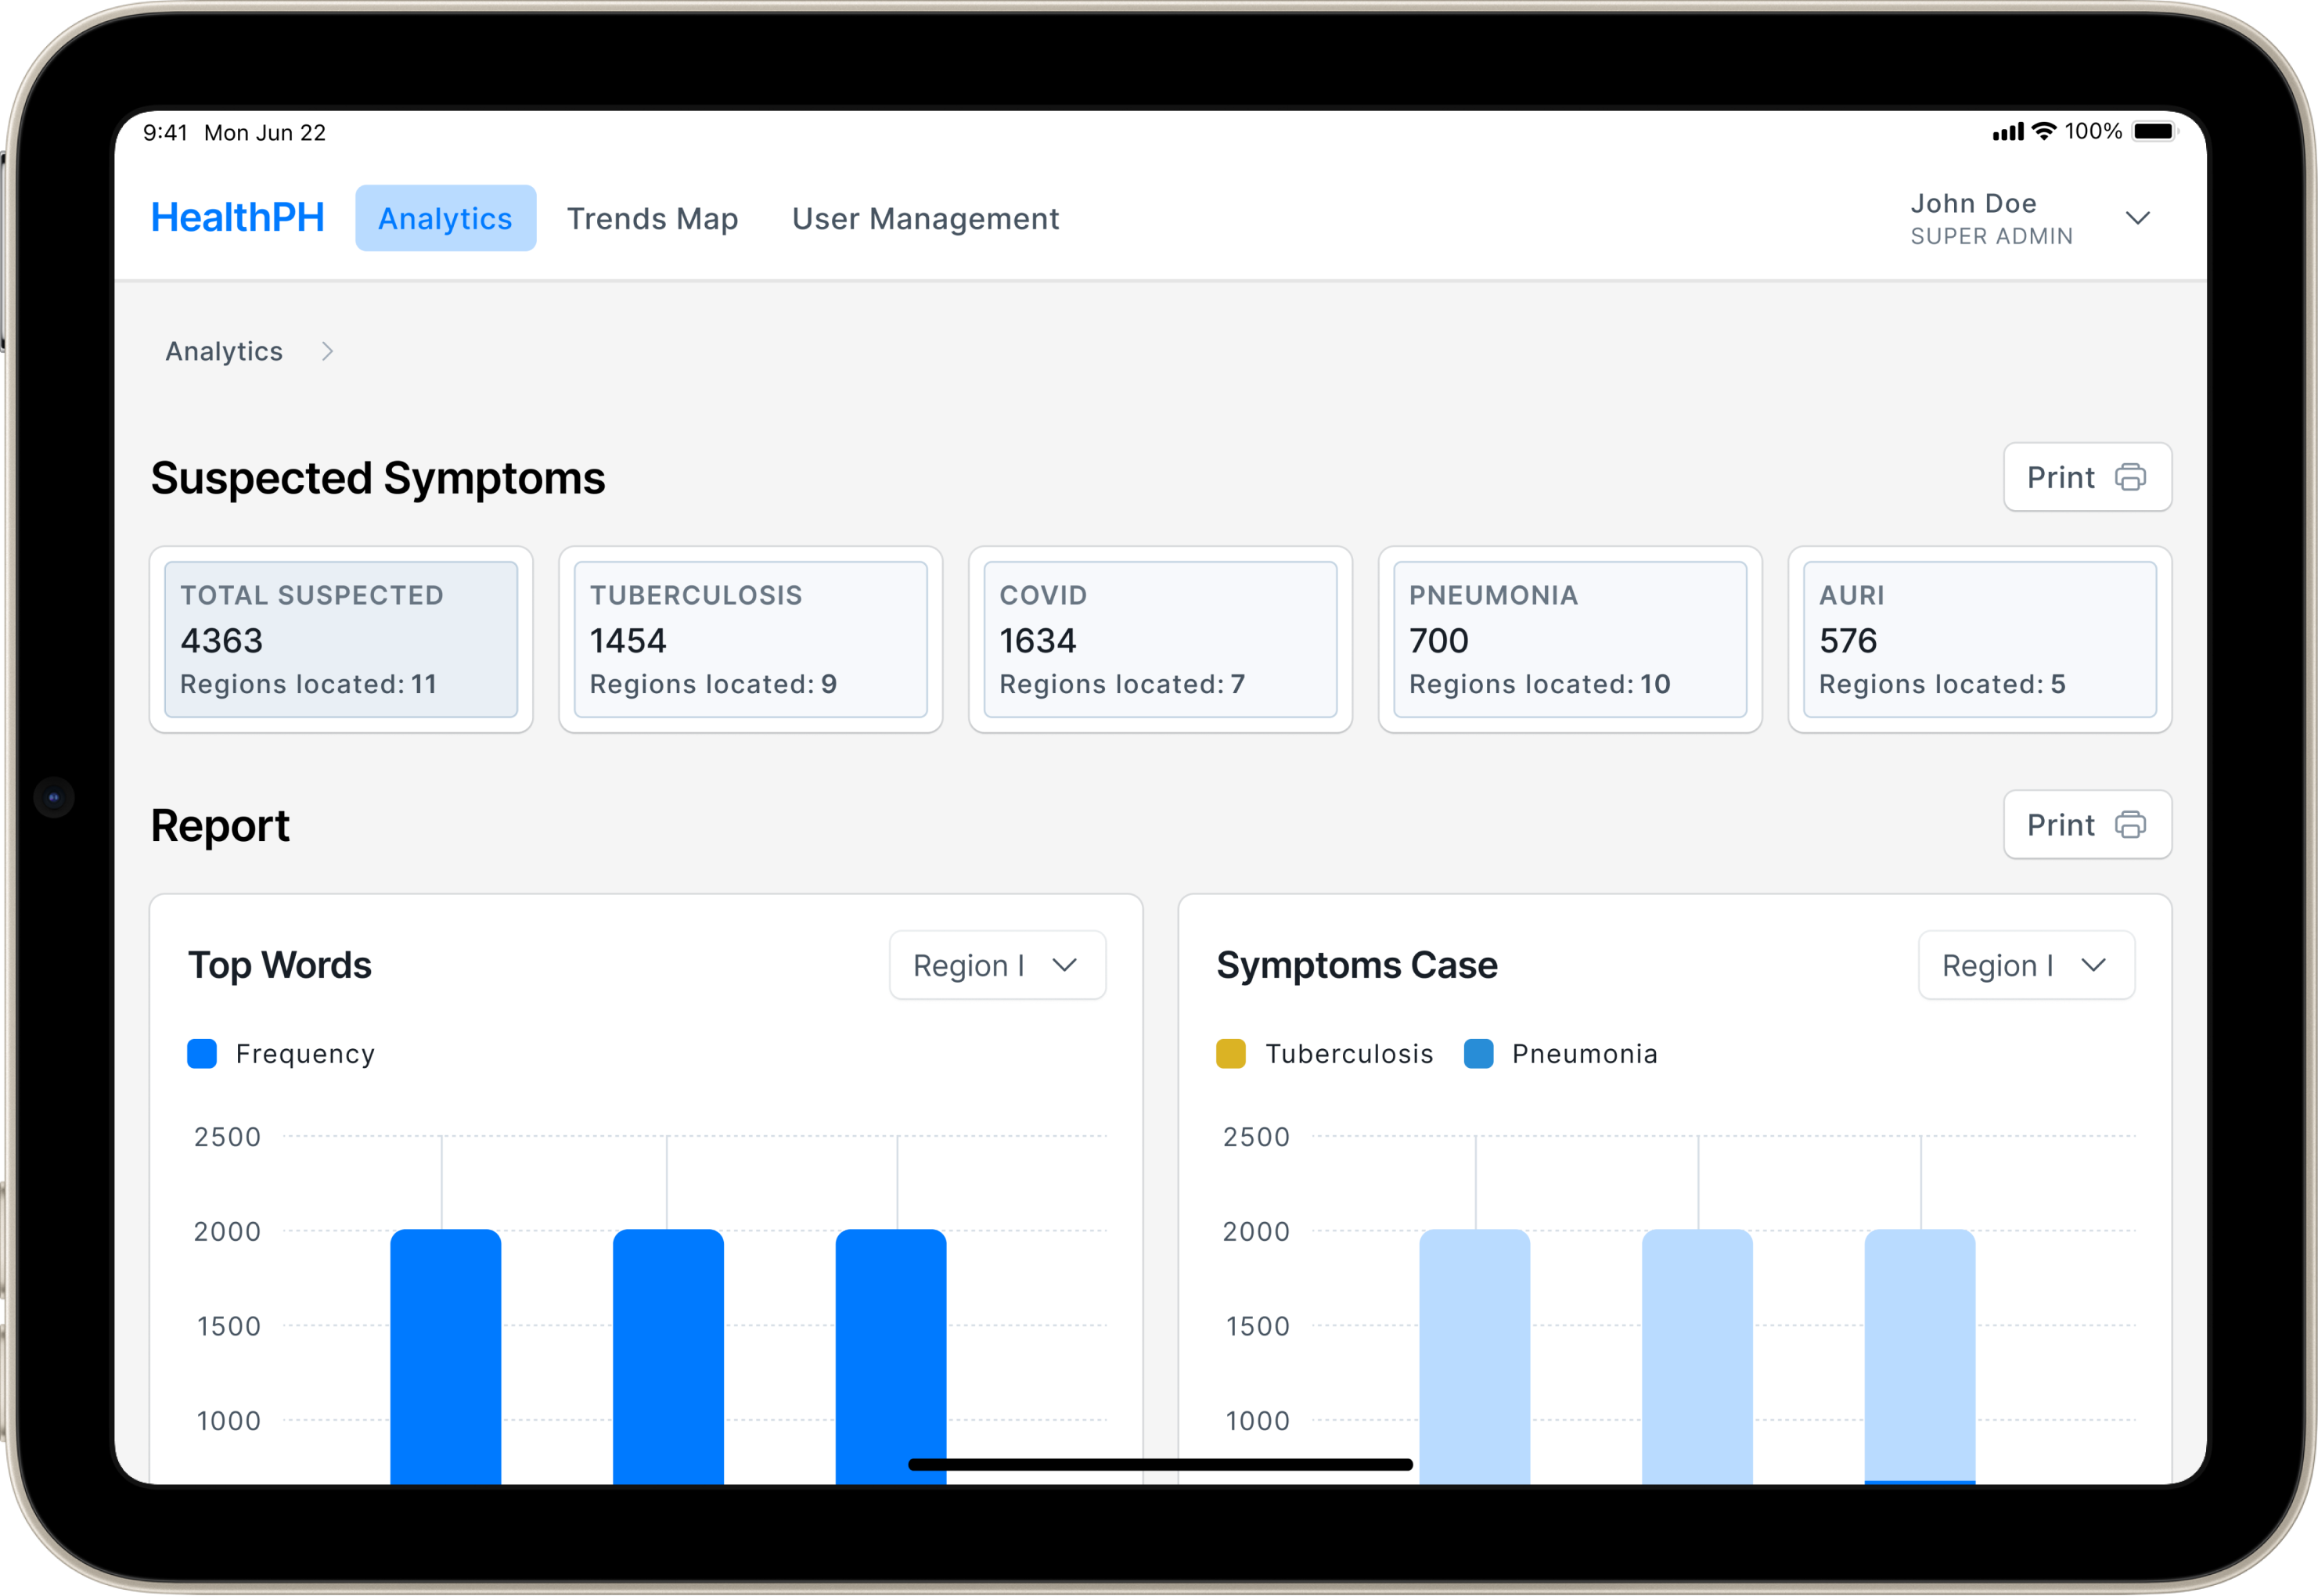 9:41 Mon Jun 22
100%
HealthPH
Analytics
Trends Map
User Management
John Doe
SUPER ADMIN
Analytics
Suspected Symptoms
Print
TOTAL SUSPECTED
4363
Regions located: 11
TUBERCULOSIS
1454
Regions located: 9
COVID
1634
Regions located: 7
PNEUMONIA
700
Regions located: 10
AURI
576
Regions located: 5
Report
Print
Top Words
Region I
Frequency
2500
2000
1500
1000
Symptoms Case
Region I
Tuberculosis
Pneumonia
2500
2000
1500
1000